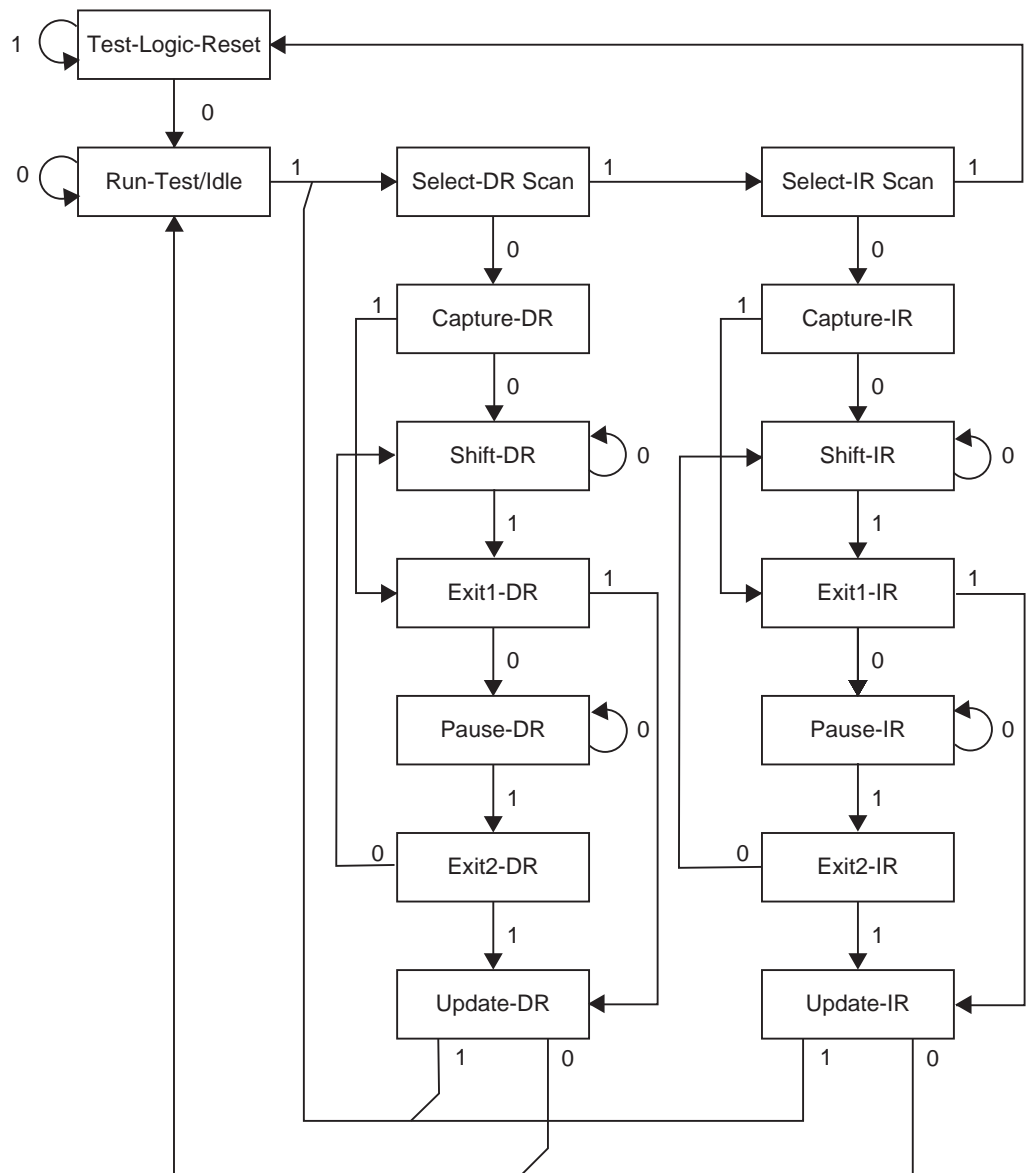 1 Test-Logic-Reset
0
0 Run-Test/Idle 1 Select-DR Scan 1 Select-IR Scan 1
0 0
1 Capture-DR 1 Capture-IR
0 0
Shift-DR 0 Shift-IR 0
1 1
Exit1-DR 1 Exit1-IR 1
0 0
Pause-DR 0 Pause-IR 0
1 1
0 Exit2-DR 0 Exit2-IR
1 1
Update-DR Update-IR
1 0 1 0